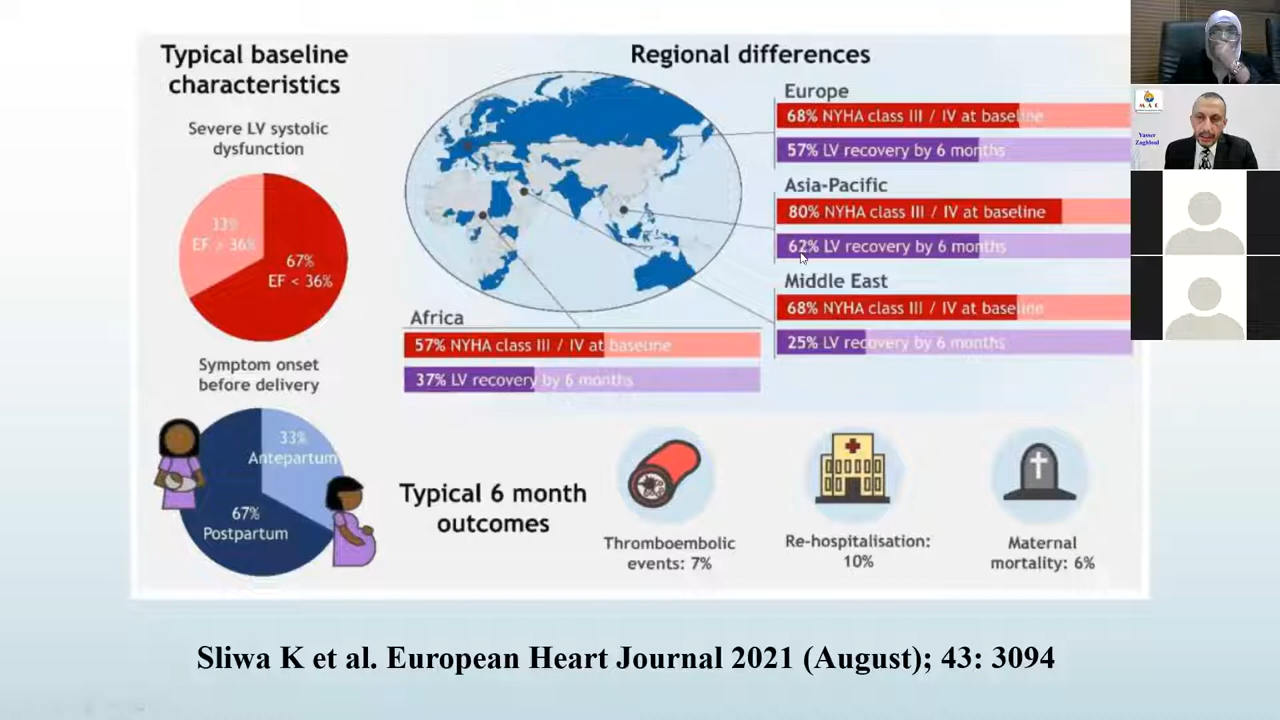 Typical baseline
characteristics
Severe LV systolic
dysfunction
33%
EF > 36%
67%
EF < 36%
Symptom onset
before delivery
33%
Antepartum
67%
Postpartum
Regional differences
Europe
68% NYHA class III / IV at baseline
57% LV recovery by 6 months
Asia-Pacific
80% NYHA class III / IV at baseline
62% LV recovery by 6 months
Middle East
68% NYHA class III / IV at baseline
25% LV recovery by 6 months
Africa
57% NYHA class III / IV at baseline
37% LV recovery by 6 months
Typical 6 month
outcomes
Thromboembolic
events: 7%
Re-hospitalisation:
10%
Maternal
mortality: 6%
Sliwa K et al. European Heart Journal 2021 (August); 43: 3094
M A C
Yasser
Zaghloul